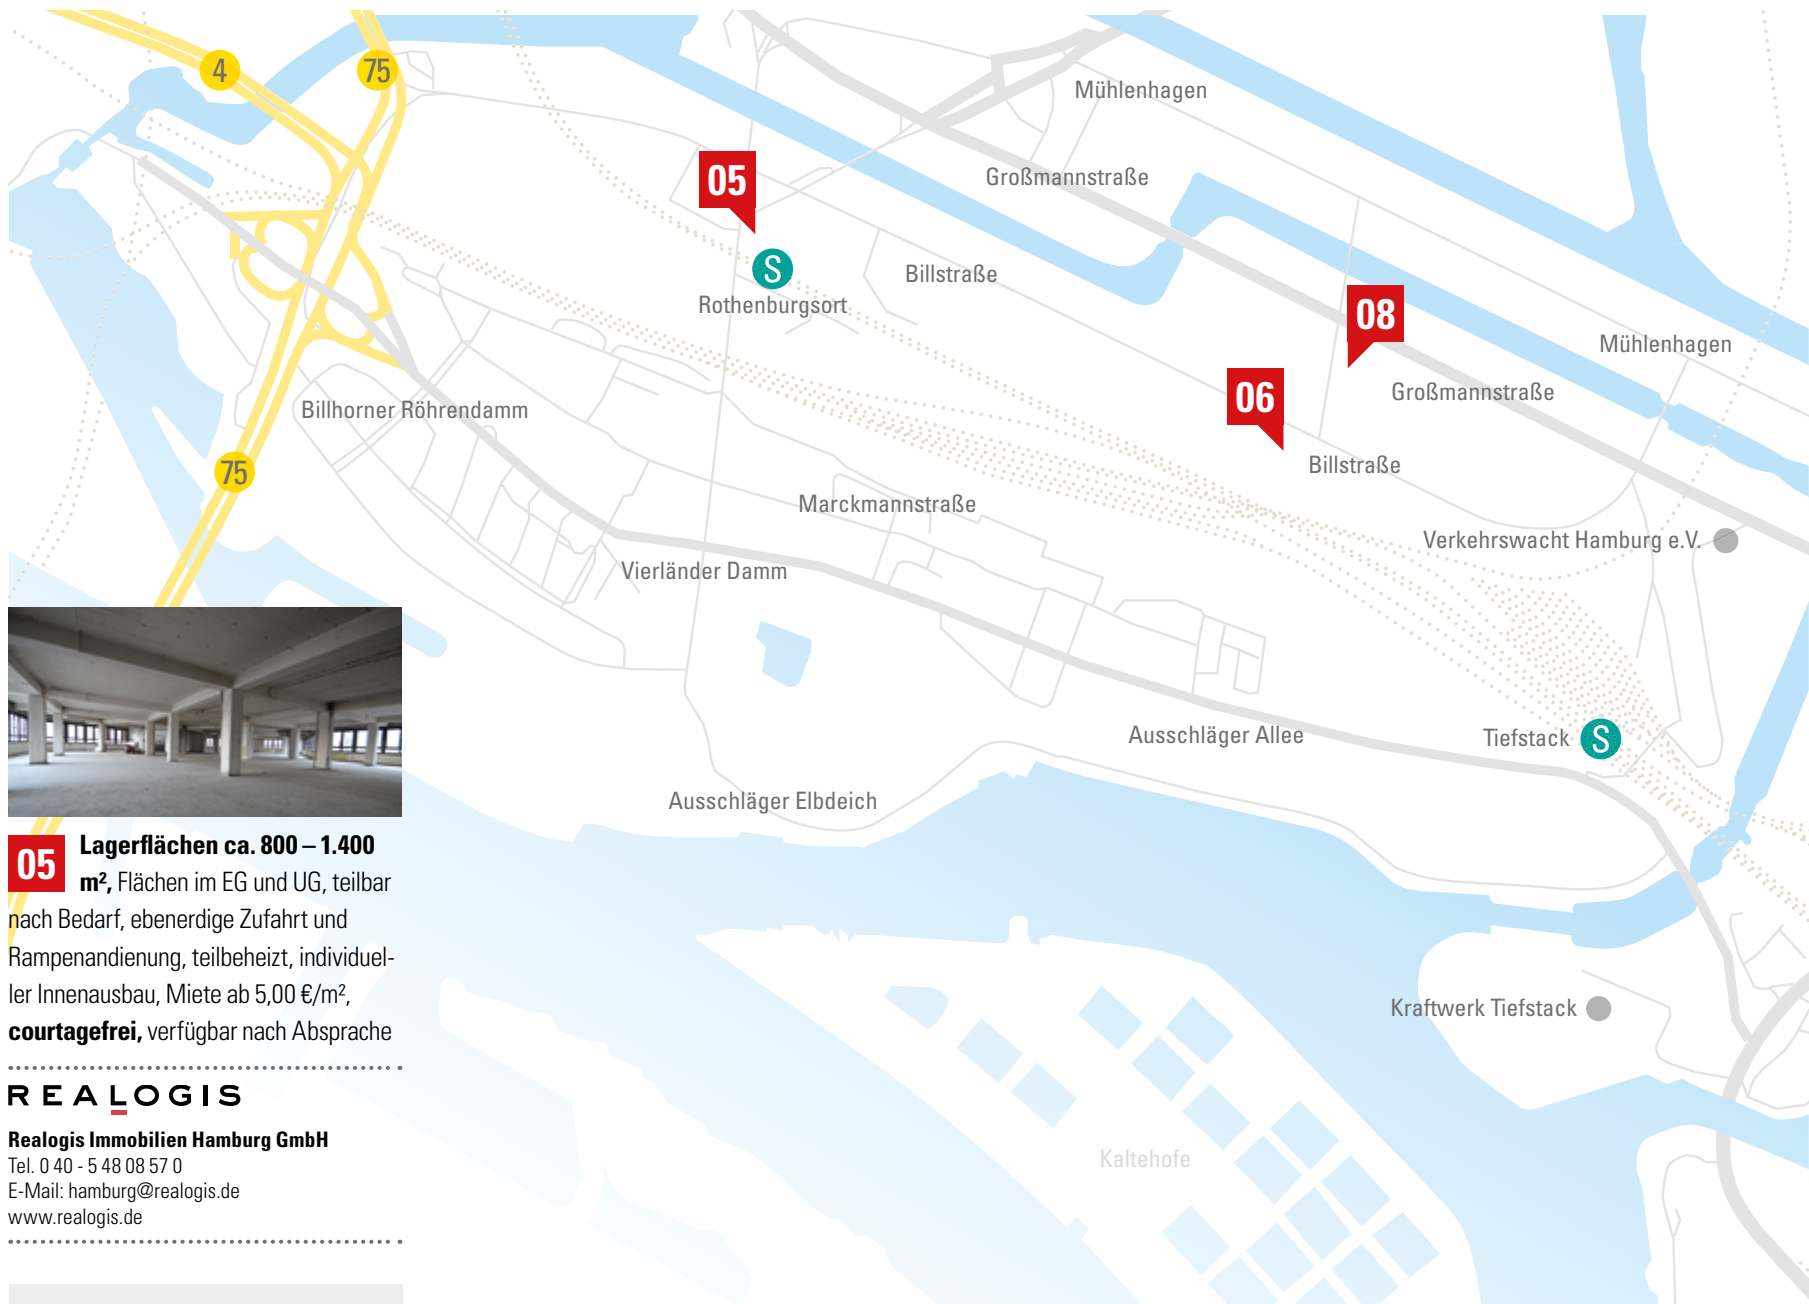 4
75
Mühlenhagen
05
Großmannstraße
S
Billstraße
Rothenburgsort
08
Mühlenhagen
06
Großmannstraße
Billhorner Röhrendamm
75
Billstraße
Marckmannstraße
Verkehrswacht Hamburg e.V.
Vierländer Damm
Ausschläger Allee
Tiefstack S
Ausschläger Elbdeich
Kraftwerk Tiefstack
Kaltehofe
05 Lagerflächen ca. 800 – 1.400
m², Flächen im EG und UG, teilbar
nach Bedarf, ebenerdige Zufahrt und
Rampenandienung, teilbeheizt, individuel-
ler Innenausbau, Miete ab 5,00 €/m²,
courtagefrei, verfügbar nach Absprache
REALOGIS
Realogis Immobilien Hamburg GmbH
Tel. 0 40 - 5 48 08 57 0
E-Mail: hamburg@realogis.de
www.realogis.de